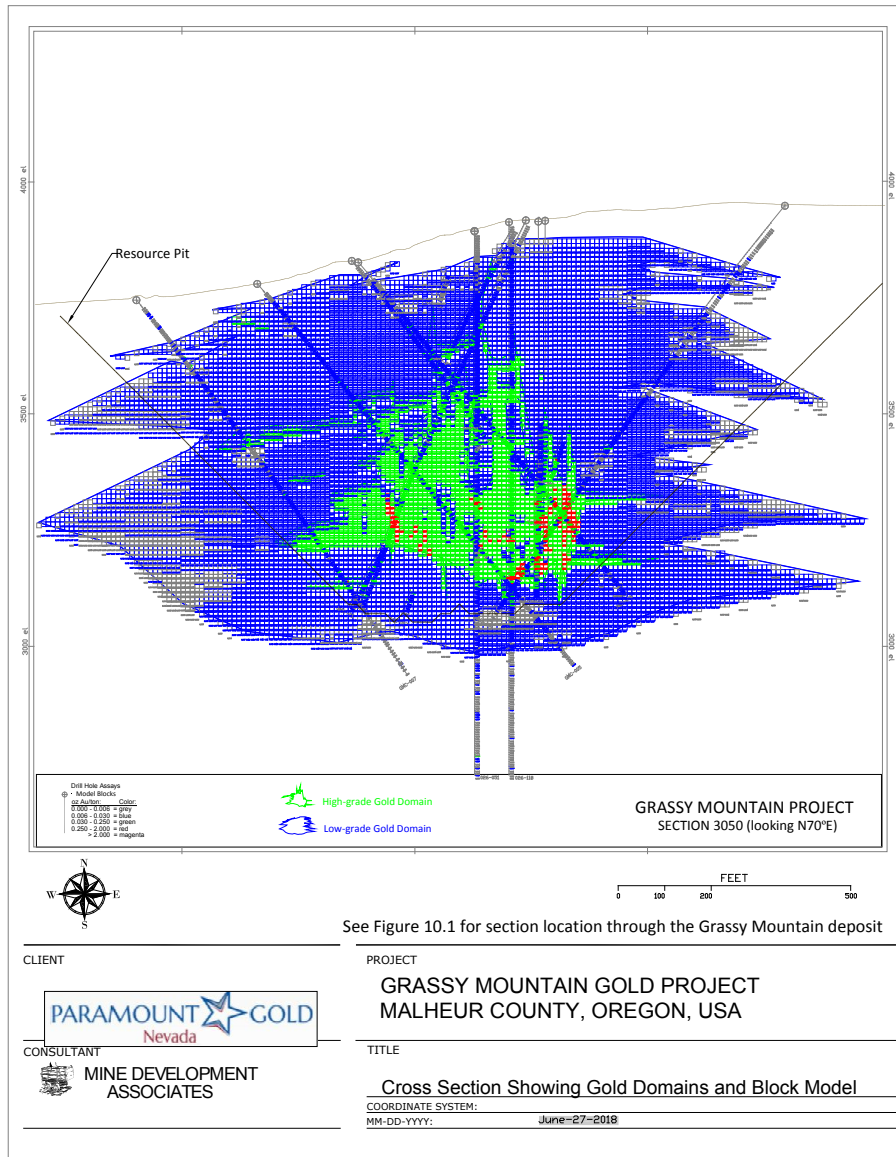 4000 el
4000 el
Resource Pit
3500 el
3500 el
3000 el
3000 el
GMC-007
Drill Hole Assays
Model Blocks
oz Au/ton: Color:
0.000 - 0.006 = grey
0.006 - 0.030 = blue
0.030 - 0.250 = green
0.250 - 2.000 = red
> 2.000 = magenta
High-grade Gold Domain
Low-grade Gold Domain
GRASSY MOUNTAIN PROJECT
SECTION 3050 (looking N70°E)
N
W E
S
FEET
0 100 200 500
See Figure 10.1 for section location through the Grassy Mountain deposit
CLIENT
PARAMOUNT GOLD
Nevada
CONSULTANT
MINE DEVELOPMENT
ASSOCIATES
PROJECT
GRASSY MOUNTAIN GOLD PROJECT
MALHEUR COUNTY, OREGON, USA
TITLE
Cross Section Showing Gold Domains and Block Model
COORDINATE SYSTEM:
MM-DD-YYYY: June-27-2018